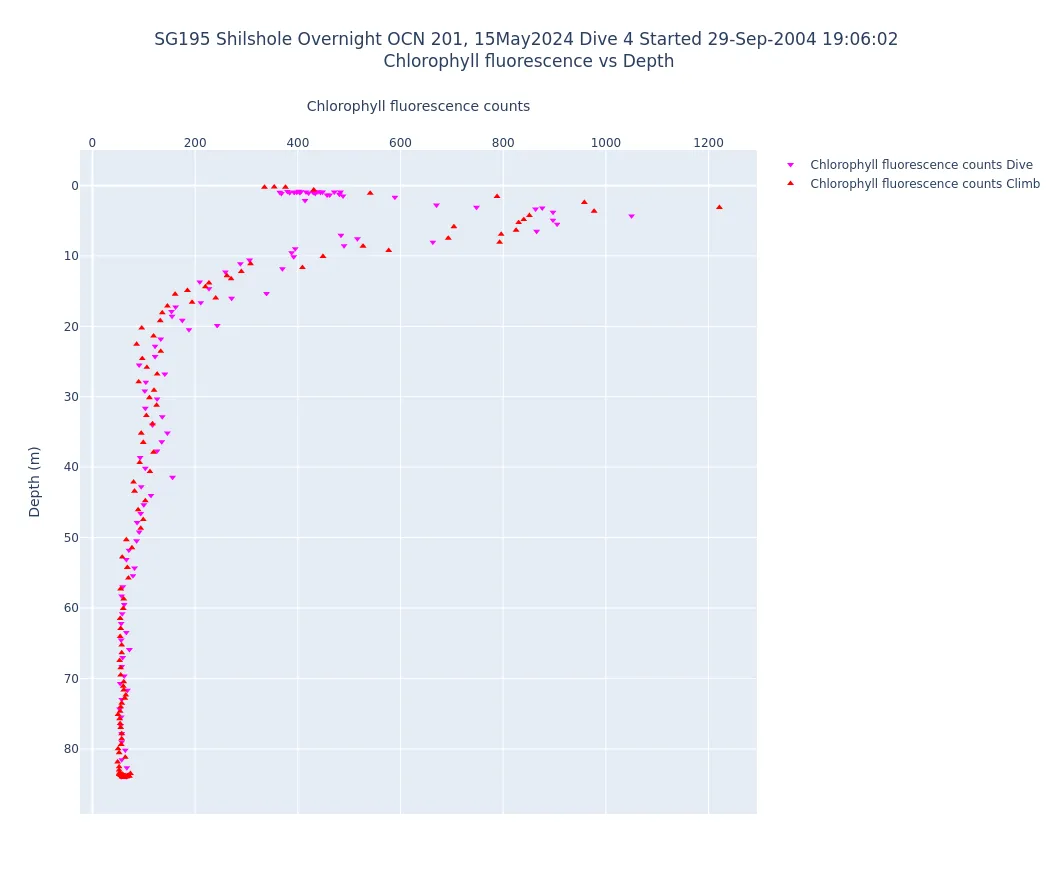 SG195 Shilshole Overnight OCN 201, 15May2024 Dive 4 Started 29-Sep-2004 19:06:02
Chlorophyll fluorescence vs Depth
Chlorophyll fluorescence counts
0 200 400 600 800 1000 1200
Chlorophyll fluorescence counts Dive
Chlorophyll fluorescence counts Climb
0
10
20
30
40
50
60
70
80
Depth (m)